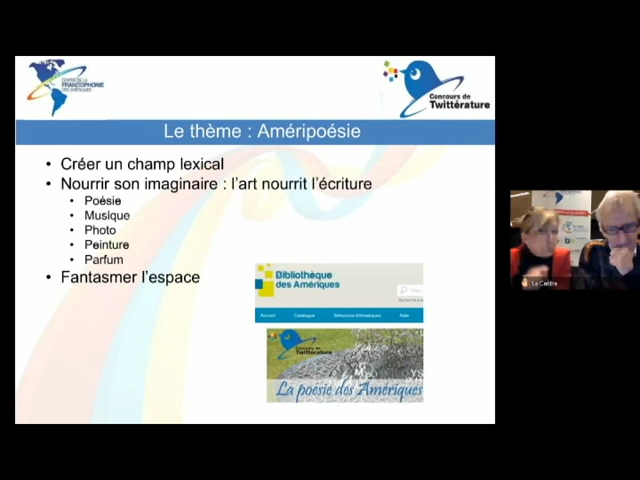 CENTRE DE LA
FRANCOPHONIE
DES AMÉRIQUES
Concours de
Twittérature
Le thème : Améripoésie
• Créer un champ lexical
• Nourrir son imaginaire : l'art nourrit l'écriture
• Poésie
• Musique
• Photo
• Peinture
• Parfum
• Fantasmer l'espace
Bibliothèque
des Amériques
Accueil Catalogue Sélections thématiques Aide
Concours de
Twittérature
La poésie des Amériques
Le Centre